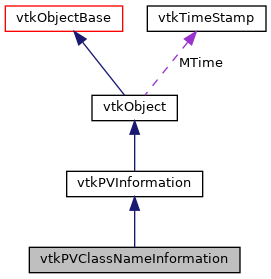 vtkObjectBase
vtkTimeStamp
MTime
vtkObject
vtkPVInformation
vtkPVClassNameInformation